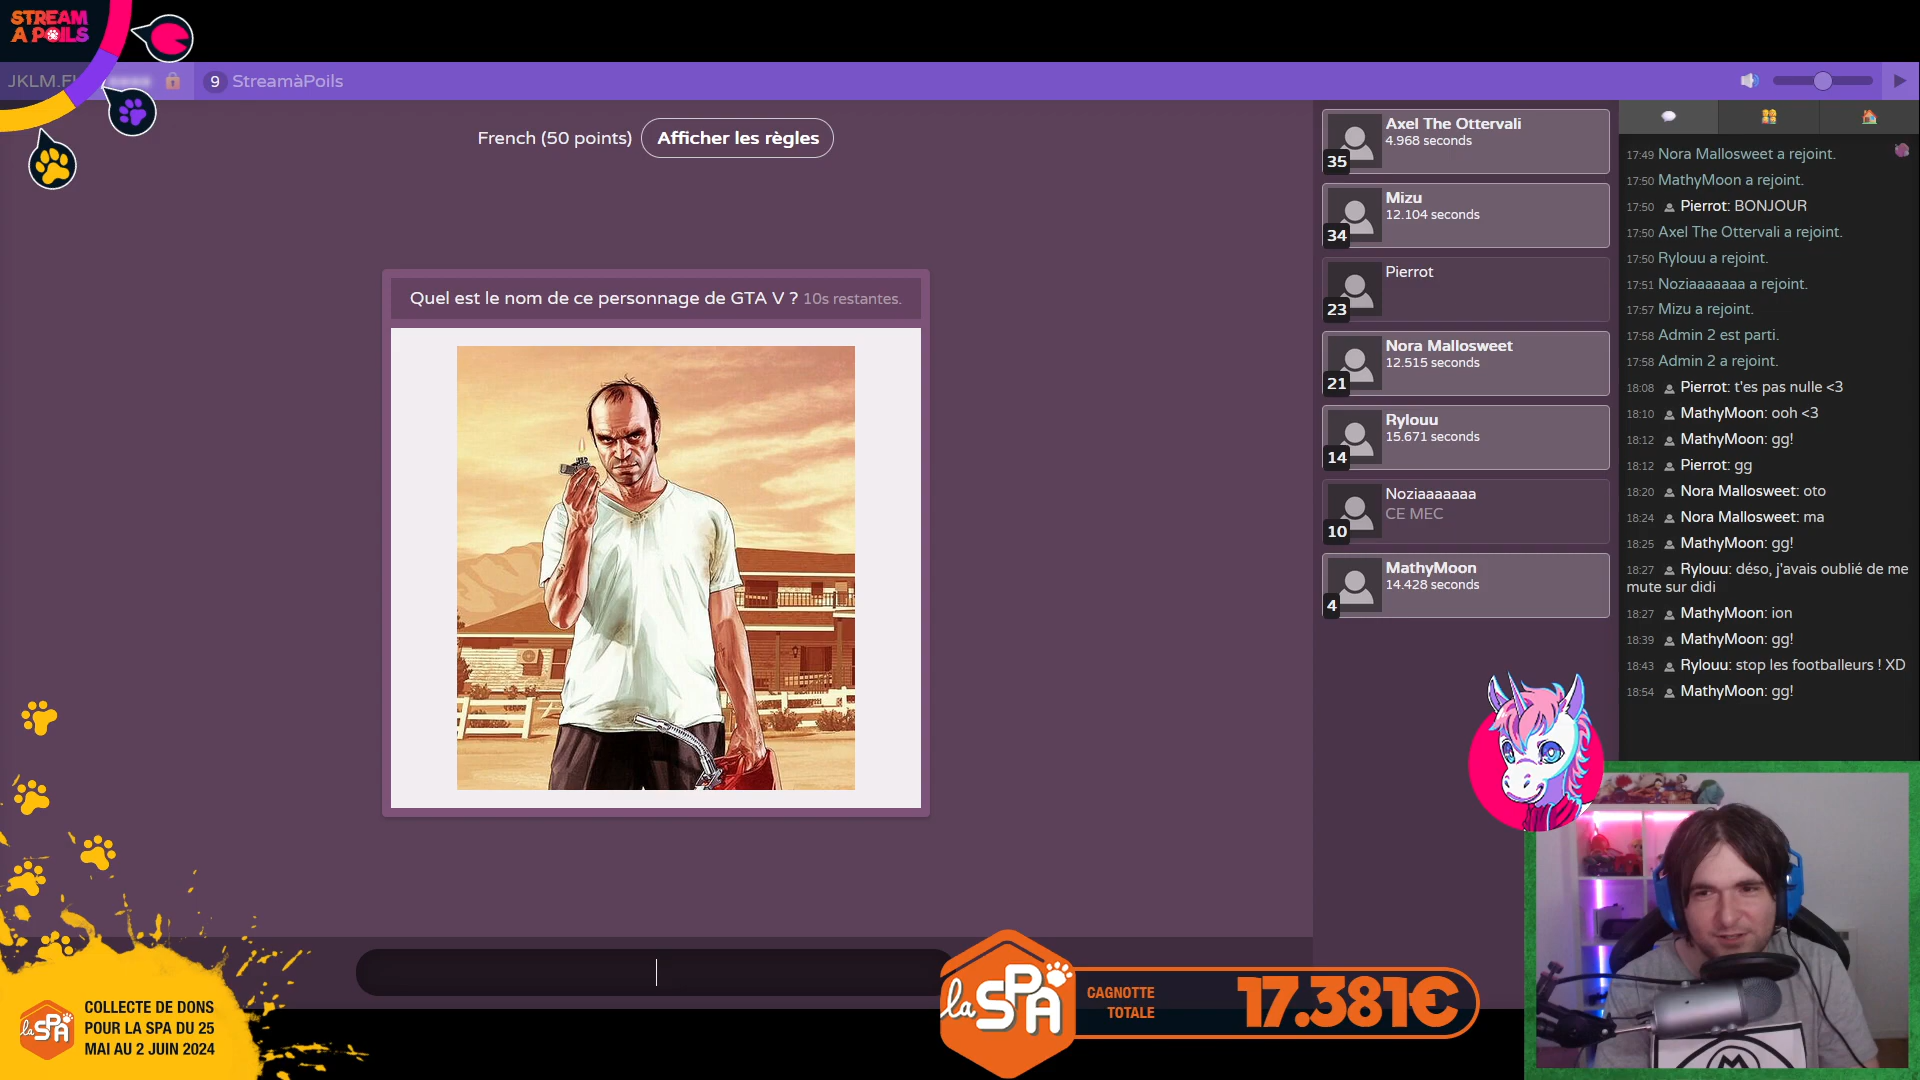 STREAM
A POILS
JKLM.F
9 StreamàPoils
French (50 points) Afficher les règles
Quel est le nom de ce personnage de GTA V ? 10s restantes.
Axel The Ottervali
4.968 seconds
35
Mizu
12.104 seconds
34
Pierrot
23
Nora Mallosweet
12.515 seconds
21
Rylouu
15.671 seconds
14
Noziaaaaaaa
CE MEC
10
MathyMoon
14.428 seconds
4
17:49 Nora Mallosweet a rejoint.
17:50 MathyMoon a rejoint.
17:50 Pierrot: BONJOUR
17:50 Axel The Ottervali a rejoint.
17:50 Rylouu a rejoint.
17:51 Noziaaaaaaa a rejoint.
17:57 Mizu a rejoint.
17:58 Admin 2 est parti.
17:58 Admin 2 a rejoint.
18:08 Pierrot: t'es pas nulle <3
18:10 MathyMoon: ooh <3
18:12 MathyMoon: gg!
18:12 Pierrot: gg
18:20 Nora Mallosweet: oto
18:24 Nora Mallosweet: ma
18:25 MathyMoon: gg!
18:27 Rylouu: déso, j'avais oublié de me
mute sur didi
18:27 MathyMoon: ion
18:39 MathyMoon: gg!
18:43 Rylouu: stop les footballeurs ! XD
18:54 MathyMoon: gg!
la SPA
COLLECTE DE DONS
POUR LA SPA DU 25
MAI AU 2 JUIN 2024
la SPA
CAGNOTTE
TOTALE
17.381€